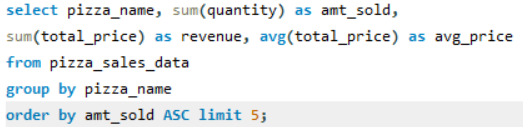 select pizza_name, sum(quantity) as amt_sold,
sum(total_price) as revenue, avg(total_price) as avg_price
from pizza_sales_data
group by pizza_name
order by amt_sold ASC limit 5;